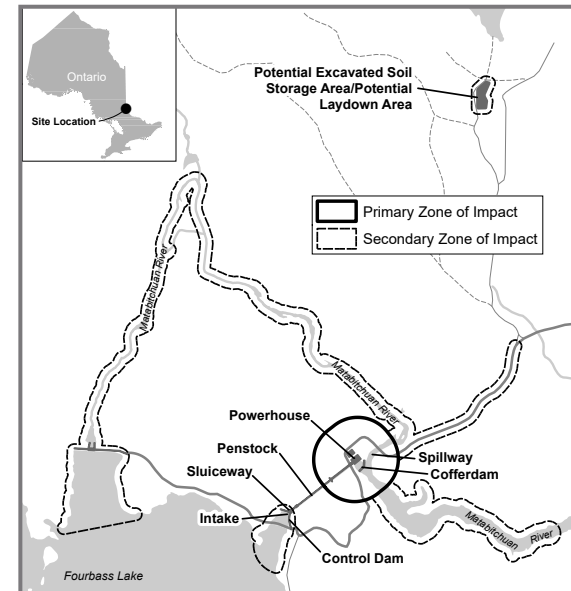 Ontario
Site Location
Potential Excavated Soil
Storage Area/Potential
Laydown Area
Primary Zone of Impact
Secondary Zone of Impact
Matabitchuan River
Matabitchuan River
Powerhouse
Penstock
Sluiceway
Intake
Spillway
Cofferdam
Control Dam
Matabitchuan River
Fourbass Lake